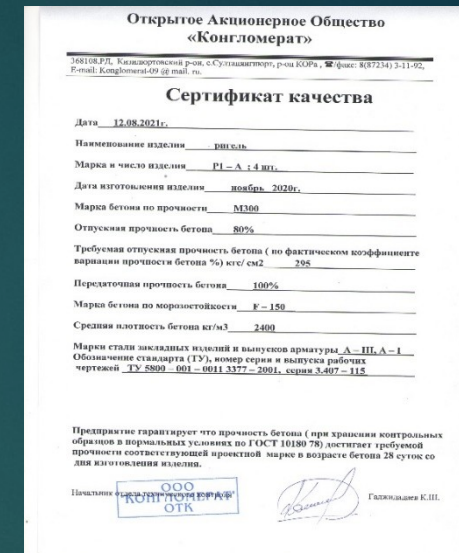 Открытое Акционерное Общество
«Конгломерат»
368108.РД, Кизилюртовский р-он, с.Султанянгиюрт, р-он КОРа , ☎/факс: 8(87234) 3-11-92,
E-mail: Konglomerat-09 @ mail. ru.
Сертификат качества
Дата 12.08.2021г.
Наименование изделия ригель
Марка и число изделия Р1 – А ; 4 шт.
Дата изготовления изделия ноябрь 2020г.
Марка бетона по прочности М300
Отпускная прочность бетона 80%
Требуемая отпускная прочность бетона ( по фактическом коэффициенте
вариации прочности бетона %) кгс/ см2 295
Передаточная прочность бетона 100%
Марка бетона по морозостойкости F – 150
Средняя плотность бетона кг/м3 2400
Марки стали закладных изделий и выпусков арматуры А – III, А – 1
Обозначение стандарта (ТУ), номер серии и выпуска рабочих
чертежей ТУ 5800 – 001 – 0011 3377 – 2001, серия 3.407 – 115
Предприятие гарантирует что прочность бетона ( при хранении контрольных
образцов в нормальных условиях по ГОСТ 10180 78) достигает требуемой
прочности соответствующей проектной марке в возрасте бетона 28 суток со
дня изготовления изделия.
Начальник отдела технического контроля
ООО
КОНГЛОМЕРАТ
ОТК
Гаджидадаев К.Ш.